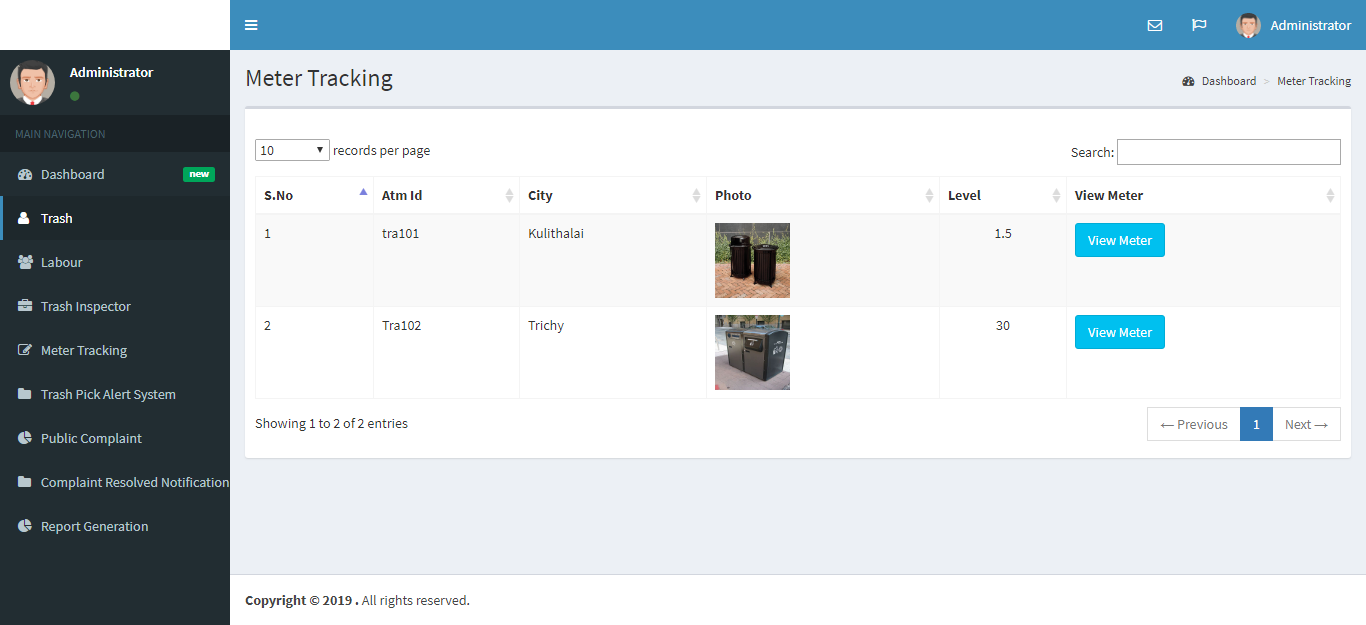 Administrator
Administrator
MAIN NAVIGATION
Dashboard new
Trash
Labour
Trash Inspector
Meter Tracking
Trash Pick Alert System
Public Complaint
Complaint Resolved Notification
Report Generation
Meter Tracking
Dashboard > Meter Tracking
10 records per page
Search:
S.No Atm Id City Photo Level View Meter
1 tra101 Kulithalai 1.5 View Meter
2 Tra102 Trichy 30 View Meter
Showing 1 to 2 of 2 entries
← Previous 1 Next →
Copyright © 2019 . All rights reserved.